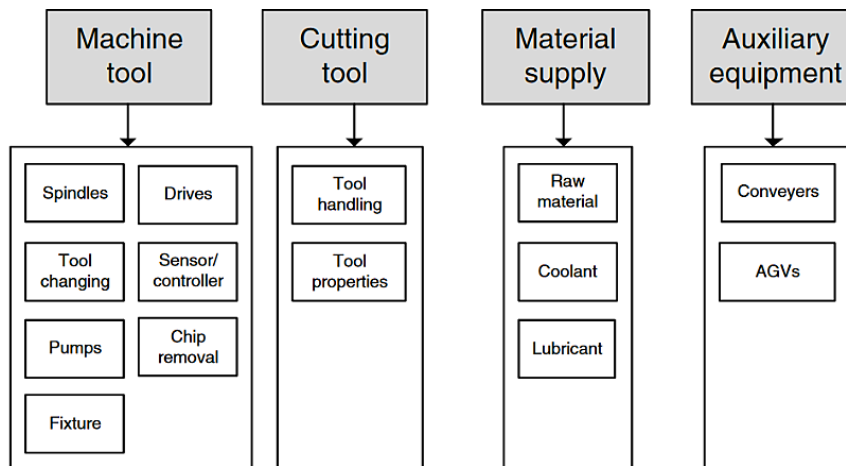 Machine
tool
Cutting
tool
Material
supply
Auxiliary
equipment
Spindles
Drives
Tool
changing
Sensor/
controller
Pumps
Chip
removal
Fixture
Tool
handling
Tool
properties
Raw
material
Coolant
Lubricant
Conveyers
AGVs